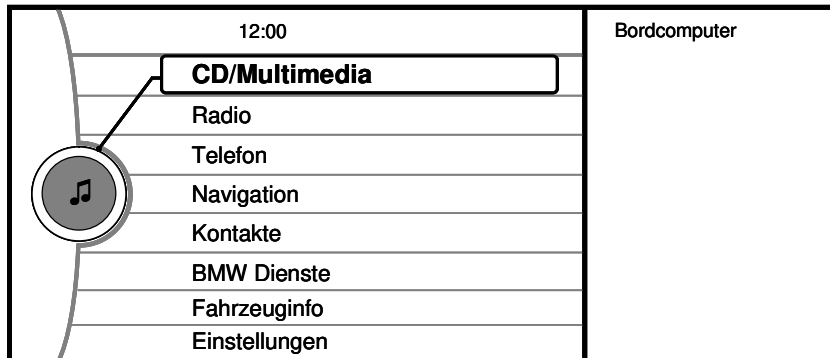 12:00
CD/Multimedia
Radio
Telefon
Navigation
Kontakte
BMW Dienste
Fahrzeuginfo
Einstellungen
Bordcomputer